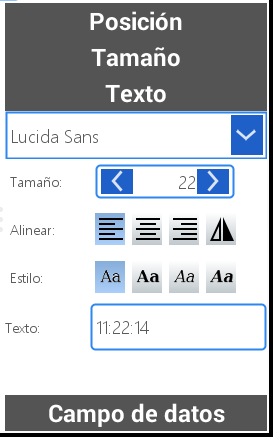 Posición
Tamaño
Texto
Lucida Sans
Tamaño: 22
Alinear:
Estilo: Aa Aa Aa Aa
Texto: 11:22:14
Campo de datos